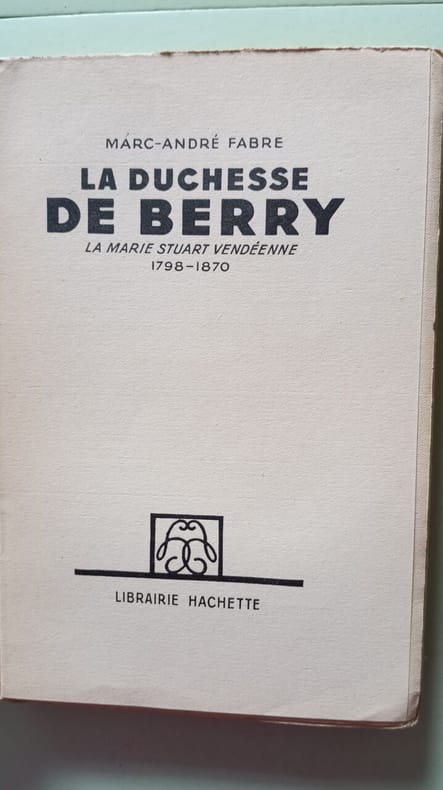 MARC-ANDRÉ FABRE
LA DUCHESSE
DE BERRY
LA MARIE STUART VENDÉENNE
1798-1870
LIBRAIRIE HACHETTE